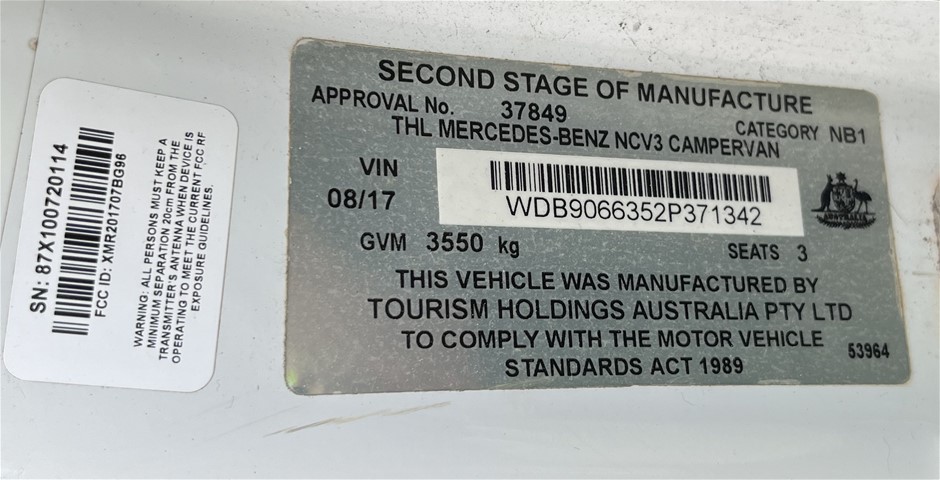 SN: 87X100720114
FCC ID: XMR201707BG96
WARNING: ALL PERSONS MUST KEEP A
MINIMUM SEPARATION 20cm FROM THE
TRANSMITTER'S ANTENNA WHEN DEVICE IS
OPERATING TO MEET THE CURRENT FCC RF
EXPOSURE GUIDELINES.
SECOND STAGE OF MANUFACTURE
APPROVAL No. 37849 CATEGORY NB1
THL MERCEDES-BENZ NCV3 CAMPERVAN
VIN
08/17 WDB9066352P371342
AUSTRALIA
GVM 3550 kg SEATS 3
THIS VEHICLE WAS MANUFACTURED BY
TOURISM HOLDINGS AUSTRALIA PTY LTD
TO COMPLY WITH THE MOTOR VEHICLE
STANDARDS ACT 1989 53964